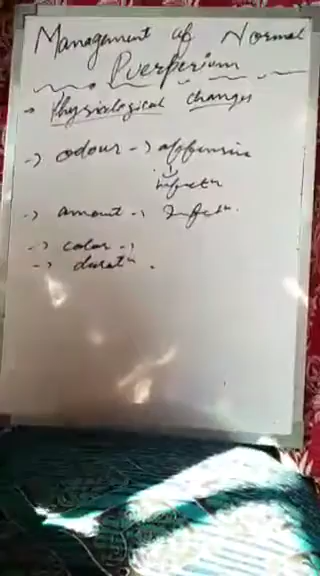 Management of Normal
Puerperium
→ Physiological changes
→ odour → offensive
↓
infectn
→ amount → Infectn.
→ color →
→ duratn.